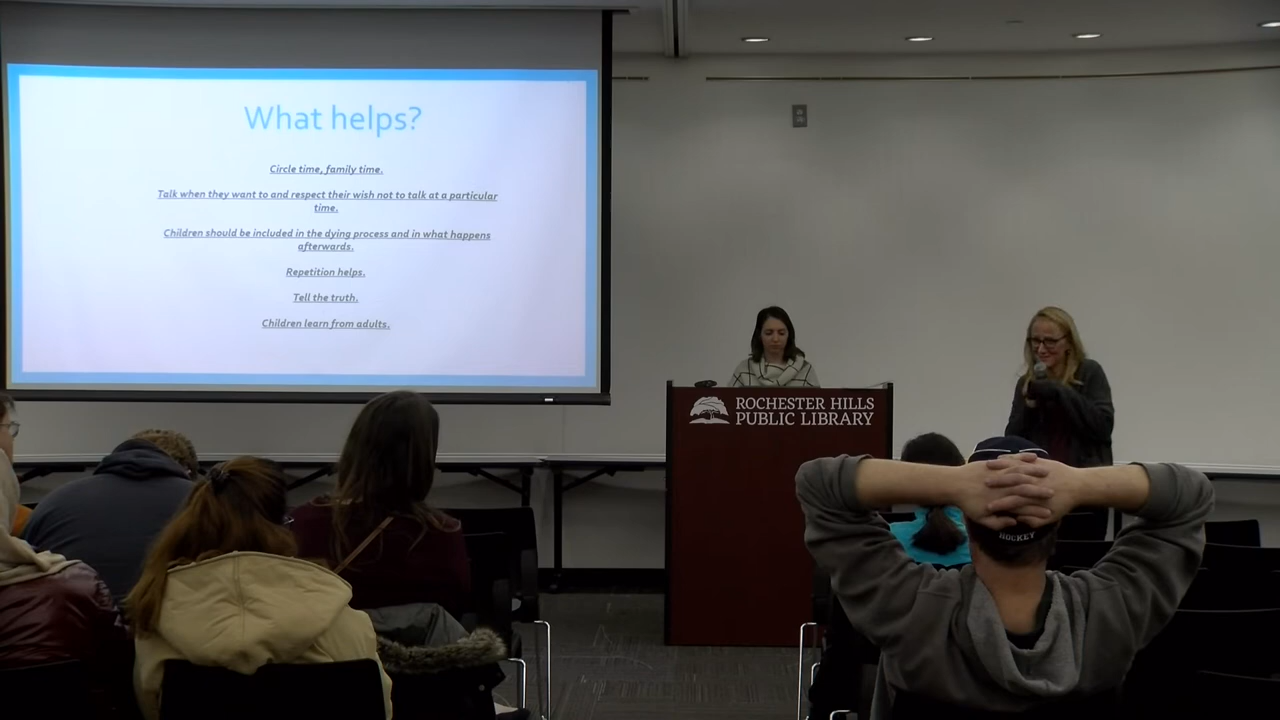 What helps?
Circle time, family time.
Talk when they want to and respect their wish not to talk at a particular
time.
Children should be included in the dying process and in what happens
afterwards.
Repetition helps.
Tell the truth.
Children learn from adults.
ROCHESTER HILLS
PUBLIC LIBRARY
HOCKEY